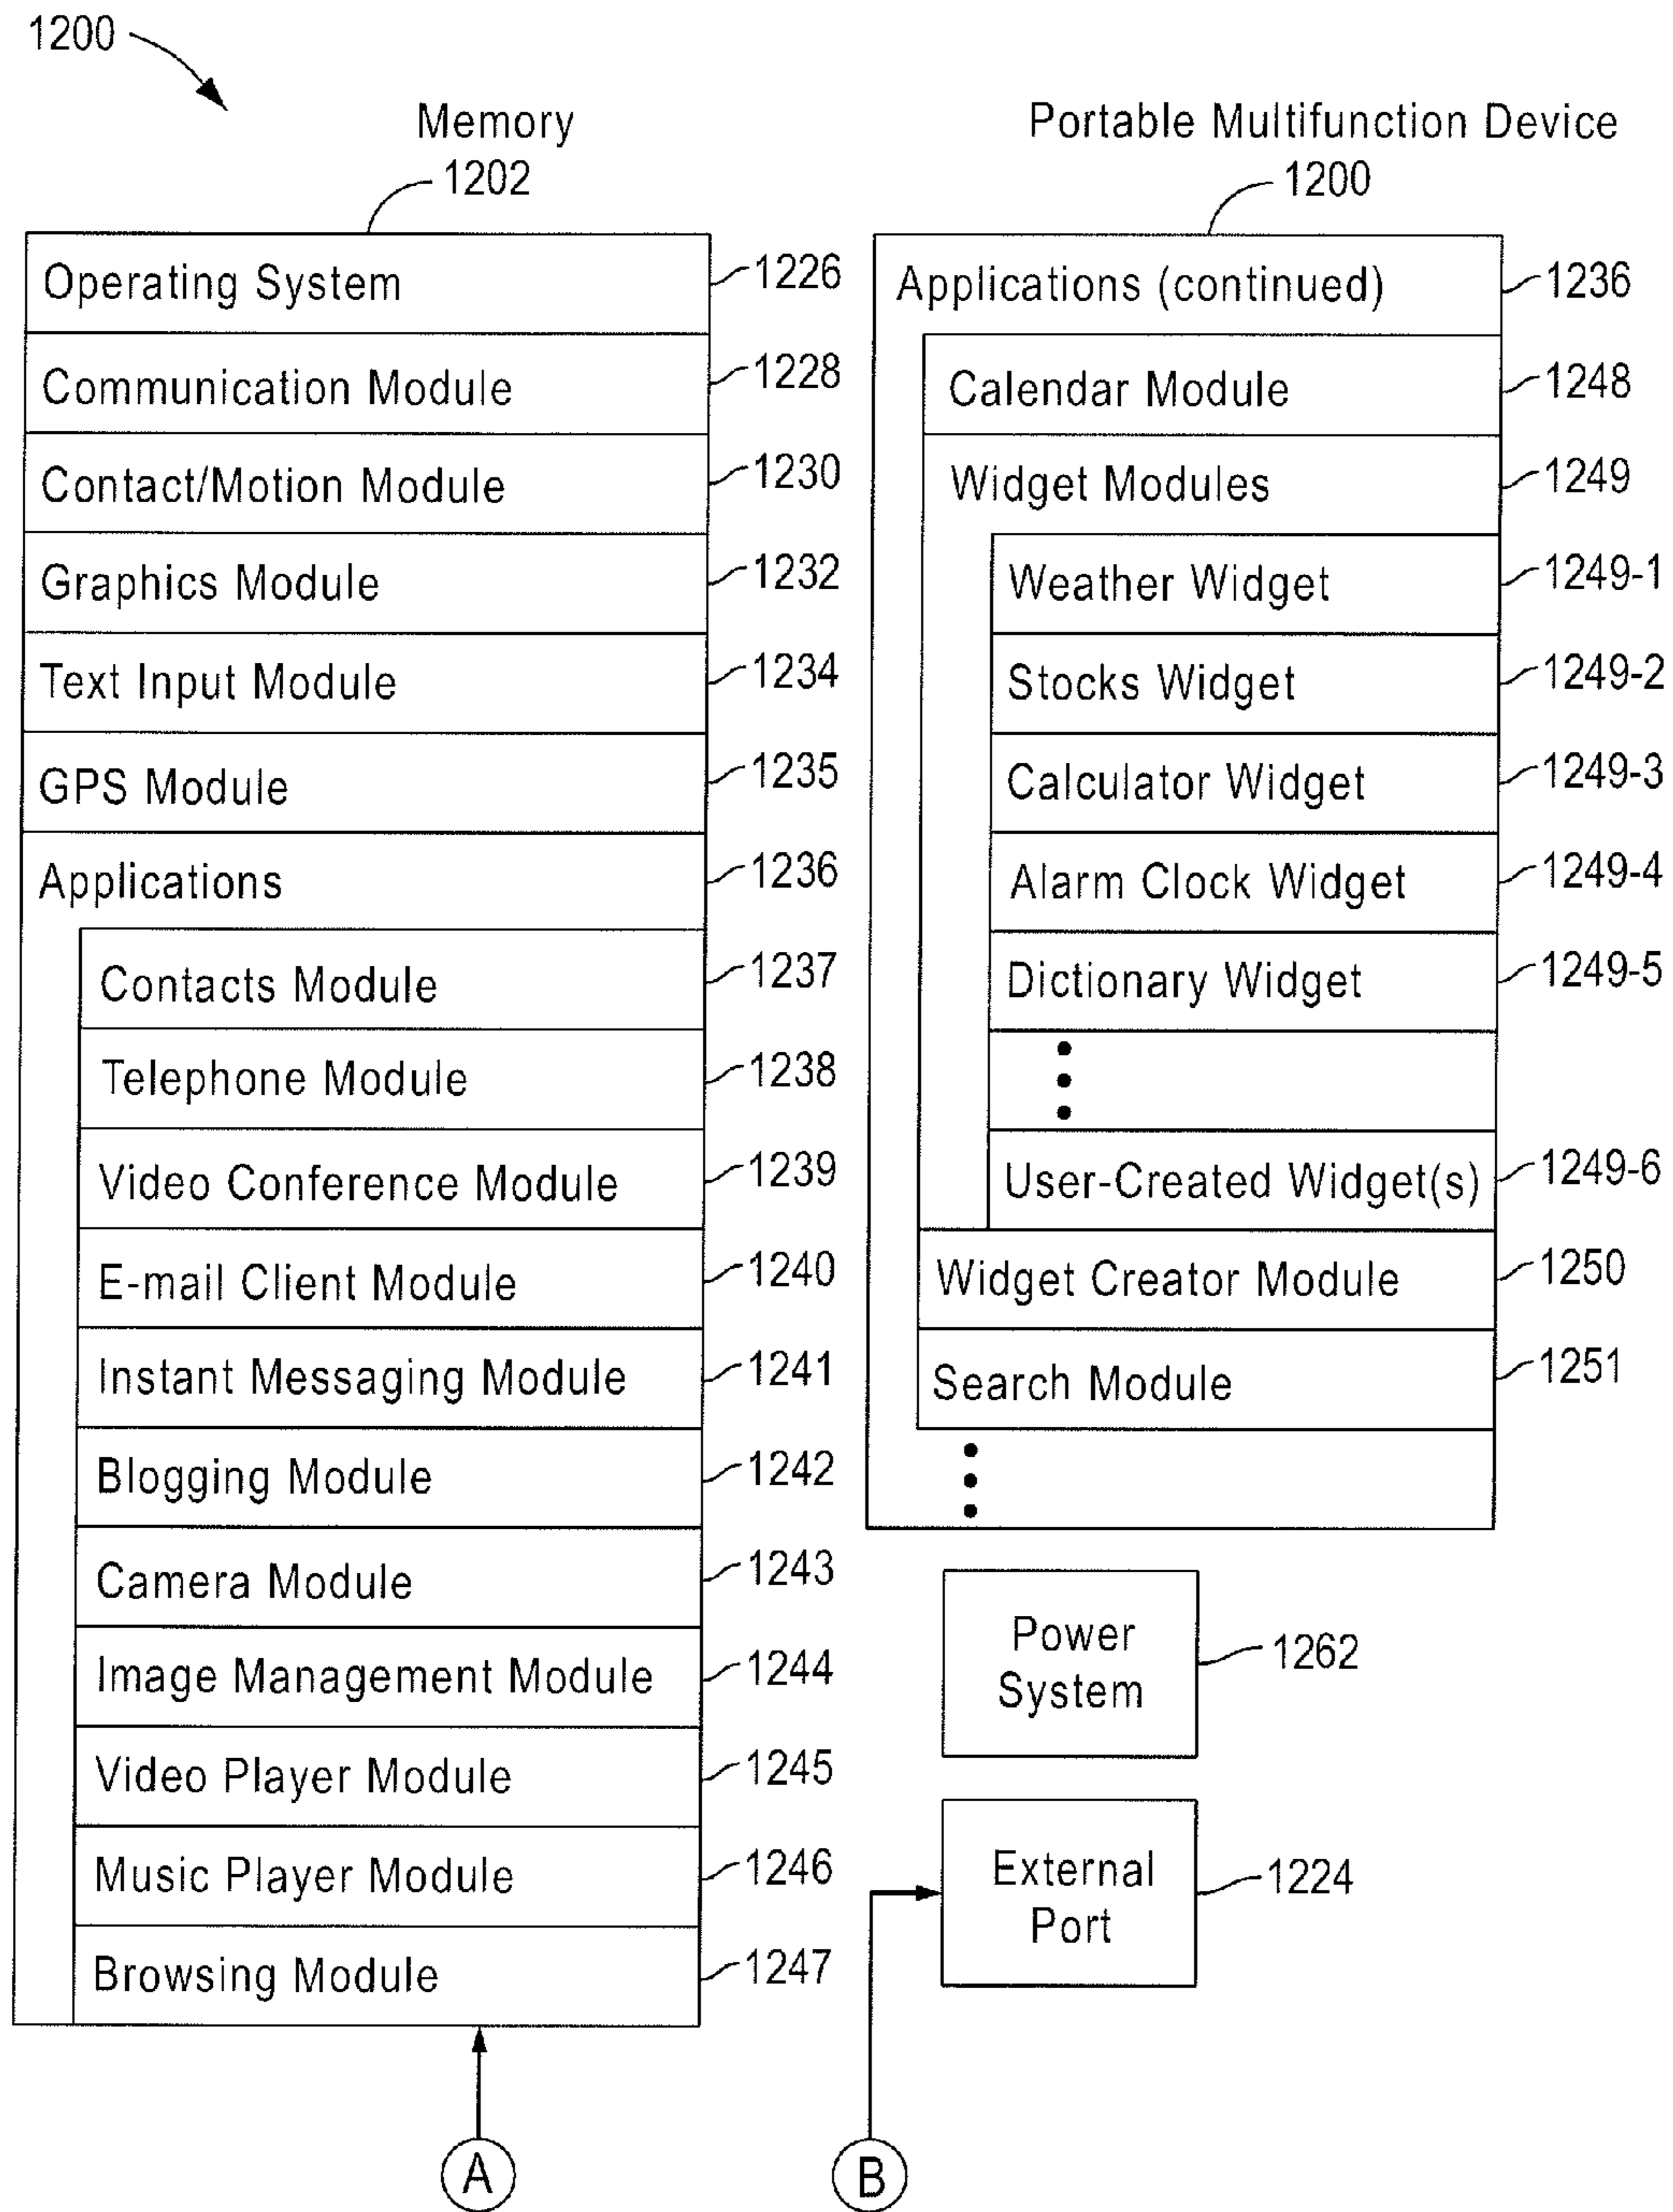 1200
Memory
1202
Operating System 1226
Communication Module 1228
Contact/Motion Module 1230
Graphics Module 1232
Text Input Module 1234
GPS Module 1235
Applications 1236
Contacts Module 1237
Telephone Module 1238
Video Conference Module 1239
E-mail Client Module 1240
Instant Messaging Module 1241
Blogging Module 1242
Camera Module 1243
Image Management Module 1244
Video Player Module 1245
Music Player Module 1246
Browsing Module 1247
A
Portable Multifunction Device
1200
Applications (continued) 1236
Calendar Module 1248
Widget Modules 1249
Weather Widget 1249-1
Stocks Widget 1249-2
Calculator Widget 1249-3
Alarm Clock Widget 1249-4
Dictionary Widget 1249-5
User-Created Widget(s) 1249-6
Widget Creator Module 1250
Search Module 1251
Power
System
1262
External
Port
1224
B